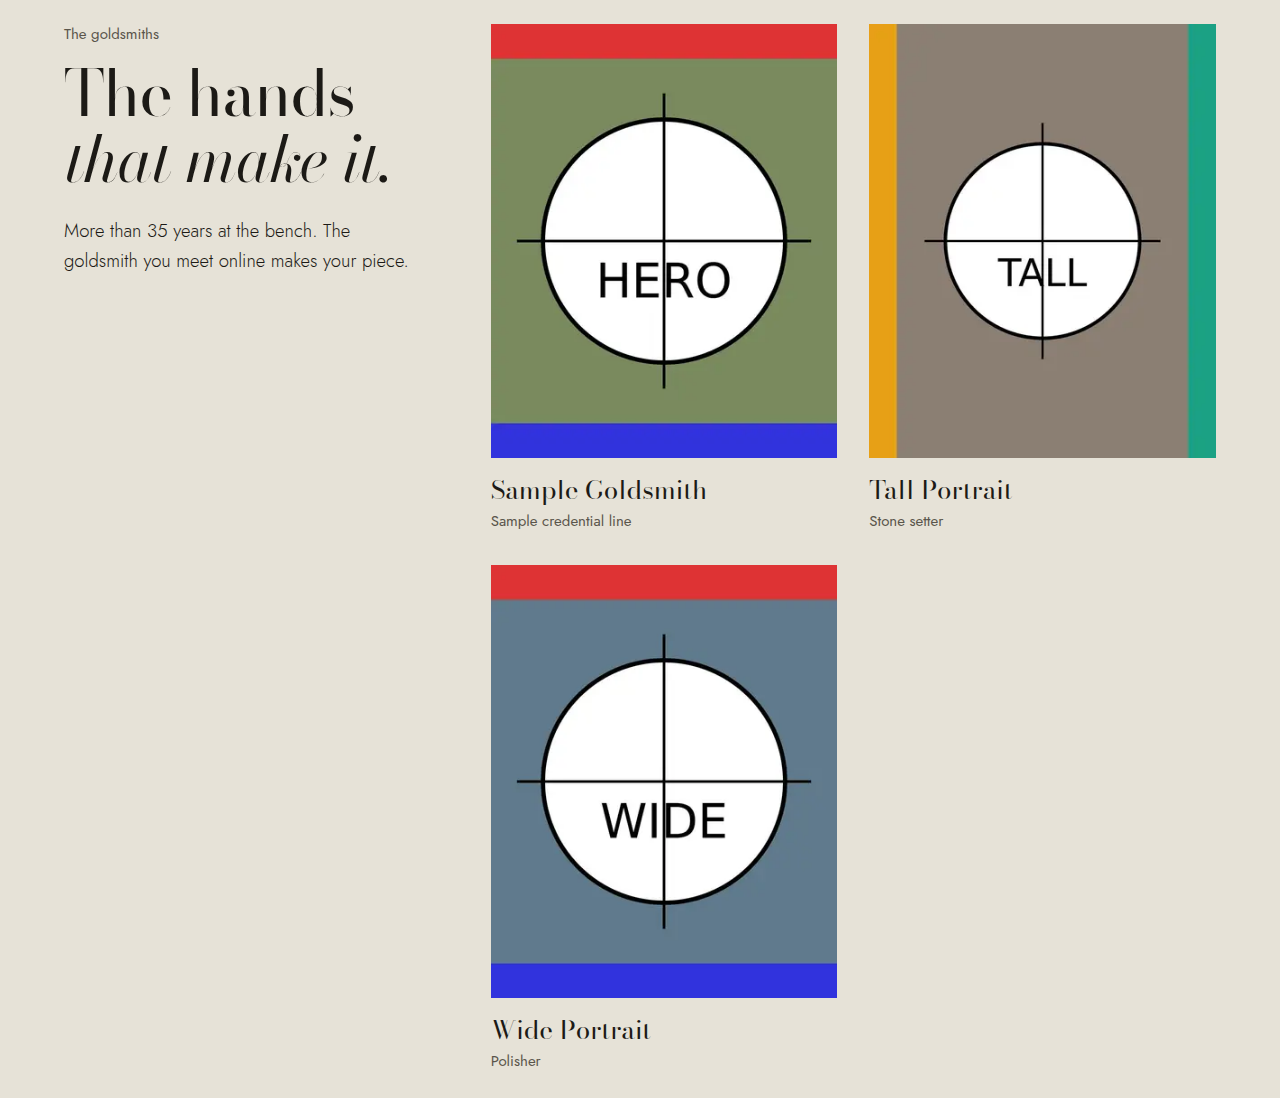 The goldsmiths
The hands
that make it.
More than 35 years at the bench. The
goldsmith you meet online makes your piece.
HERO
Sample Goldsmith
Sample credential line
TALL
Tall Portrait
Stone setter
WIDE
Wide Portrait
Polisher